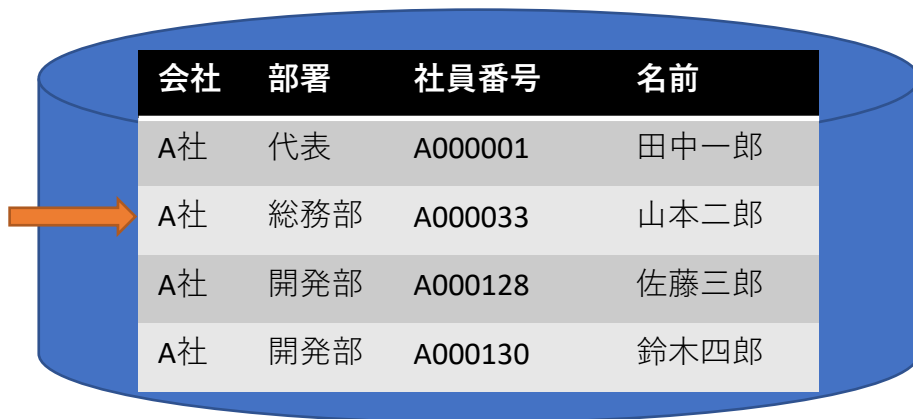 会社 部署 社員番号 名前
A社 代表 A000001 田中一郎
A社 総務部 A000033 山本二郎
A社 開発部 A000128 佐藤三郎
A社 開発部 A000130 鈴木四郎